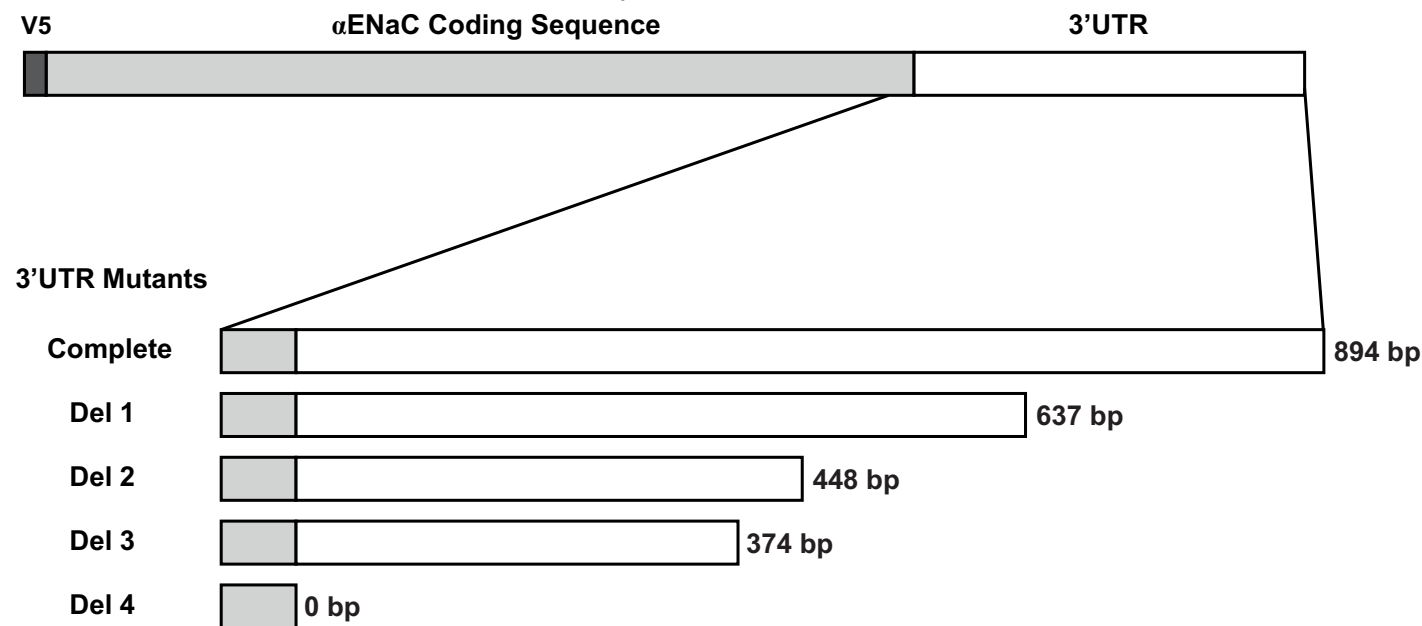 V5 αENaC Coding Sequence 3’UTR
3’UTR Mutants
Complete 894 bp
Del 1 637 bp
Del 2 448 bp
Del 3 374 bp
Del 4 0 bp